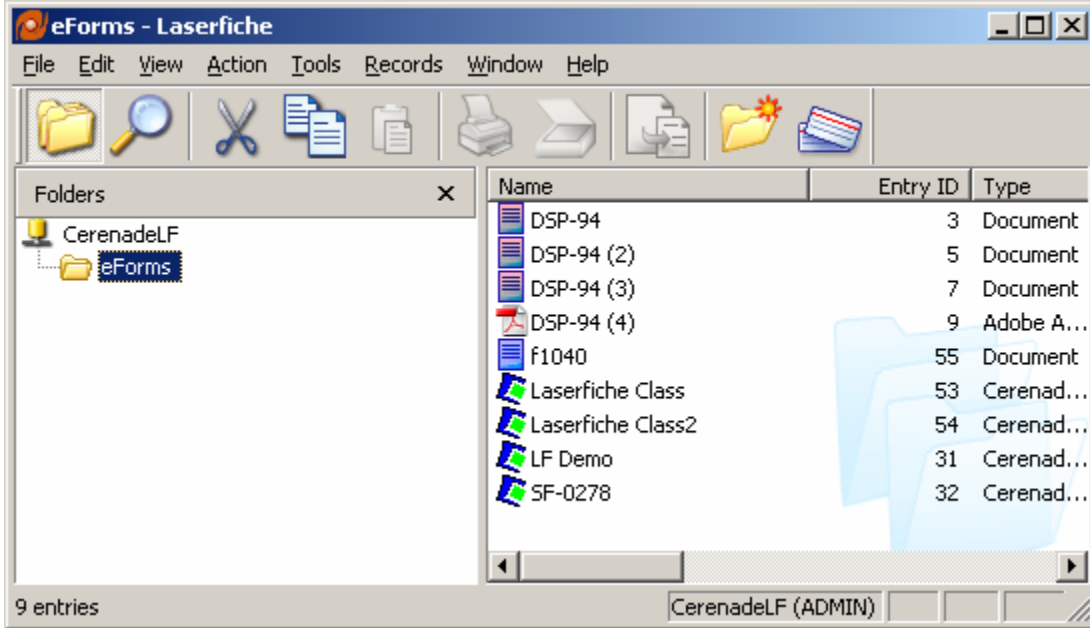 eForms - Laserfiche
File Edit View Action Tools Records Window Help
Folders
CerenadeLF
eForms
Name Entry ID Type
DSP-94 3 Document
DSP-94 (2) 5 Document
DSP-94 (3) 7 Document
DSP-94 (4) 9 Adobe A...
f1040 55 Document
Laserfiche Class 53 Cerenad...
Laserfiche Class2 54 Cerenad...
LF Demo 31 Cerenad...
SF-0278 32 Cerenad...
9 entries CerenadeLF (ADMIN)